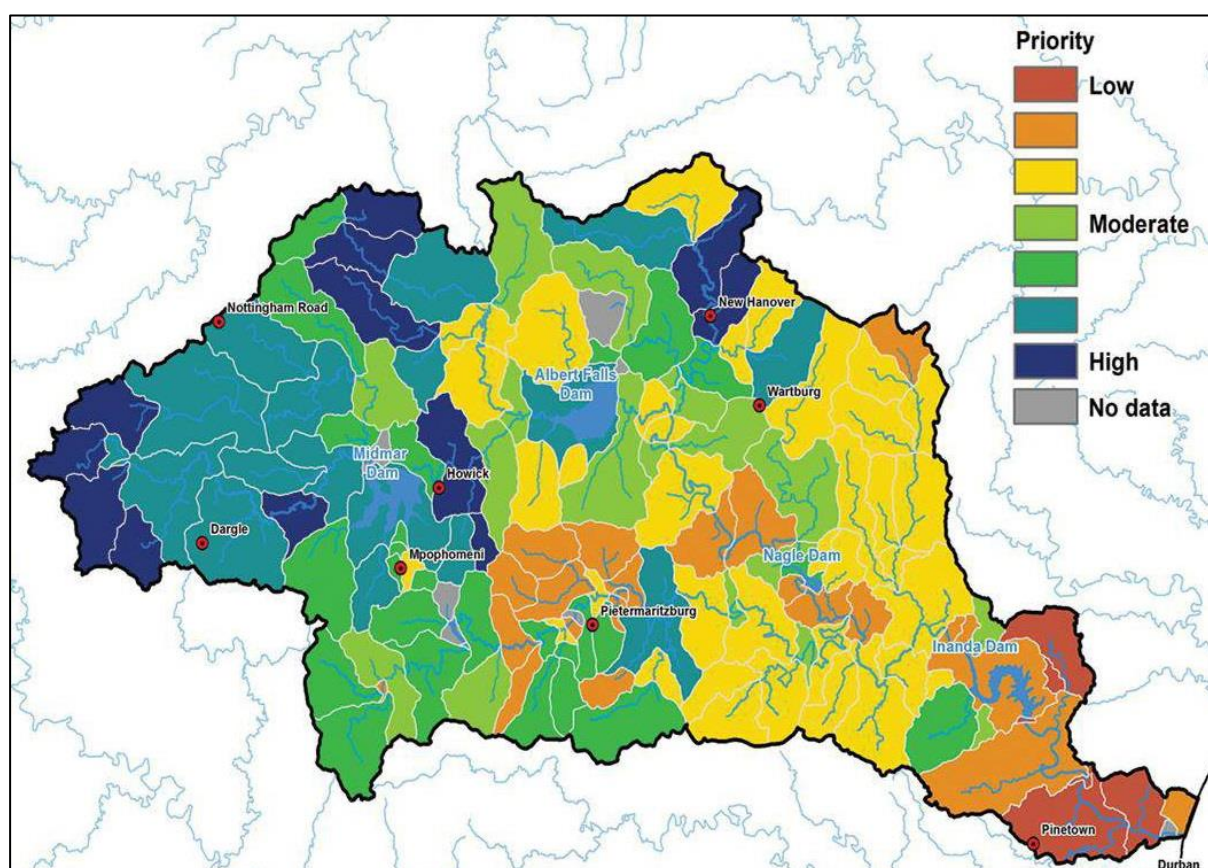 Priority
Low
Moderate
High
No data
Nottingham Road
New Hanover
Albert Falls
Dam
Wartburg
Midmar
Dam
Howick
Dargle
Mpophomeni
Nagle Dam
Pietermaritzburg
Inanda Dam
Pinetown
Durban